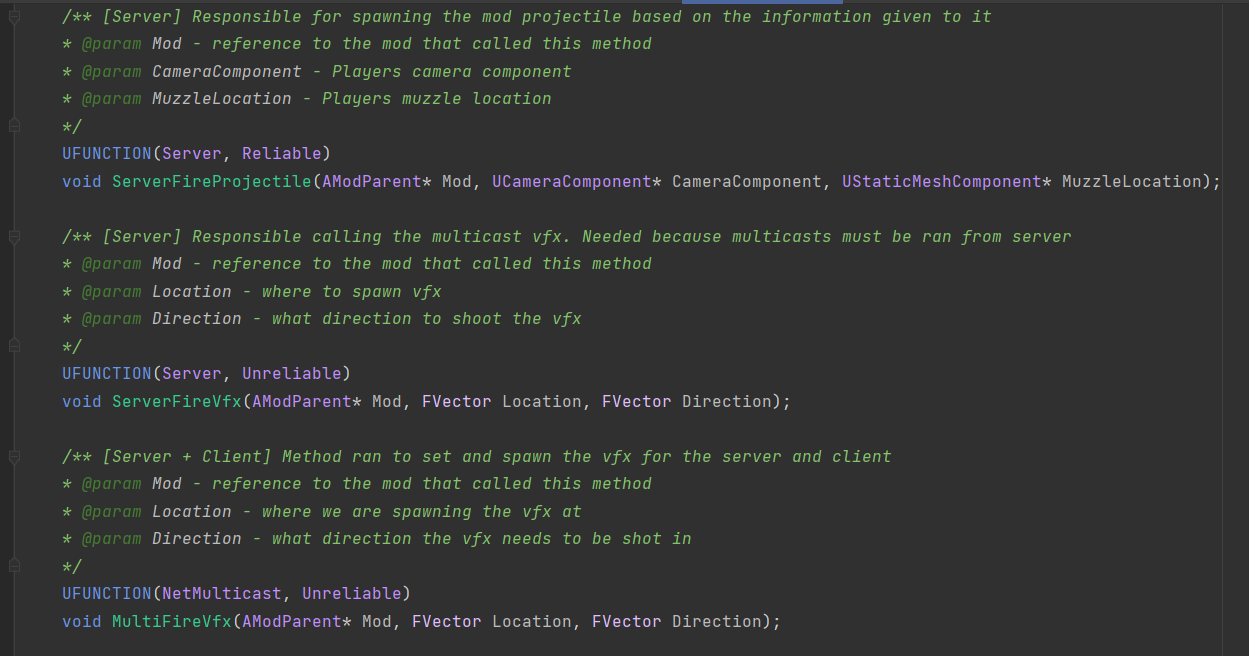 /** [Server] Responsible for spawning the mod projectile based on the information given to it
* @param Mod - reference to the mod that called this method
* @param CameraComponent - Players camera component
* @param MuzzleLocation - Players muzzle location
*/
UFUNCTION(Server, Reliable)
void ServerFireProjectile(AModParent* Mod, UCameraComponent* CameraComponent, UStaticMeshComponent* MuzzleLocation);
/** [Server] Responsible calling the multicast vfx. Needed because multicasts must be ran from server
* @param Mod - reference to the mod that called this method
* @param Location - where to spawn vfx
* @param Direction - what direction to shoot the vfx
*/
UFUNCTION(Server, Unreliable)
void ServerFireVfx(AModParent* Mod, FVector Location, FVector Direction);
/** [Server + Client] Method ran to set and spawn the vfx for the server and client
* @param Mod - reference to the mod that called this method
* @param Location - where we are spawning the vfx at
* @param Direction - what direction the vfx needs to be shot in
*/
UFUNCTION(NetMulticast, Unreliable)
void MultiFireVfx(AModParent* Mod, FVector Location, FVector Direction);